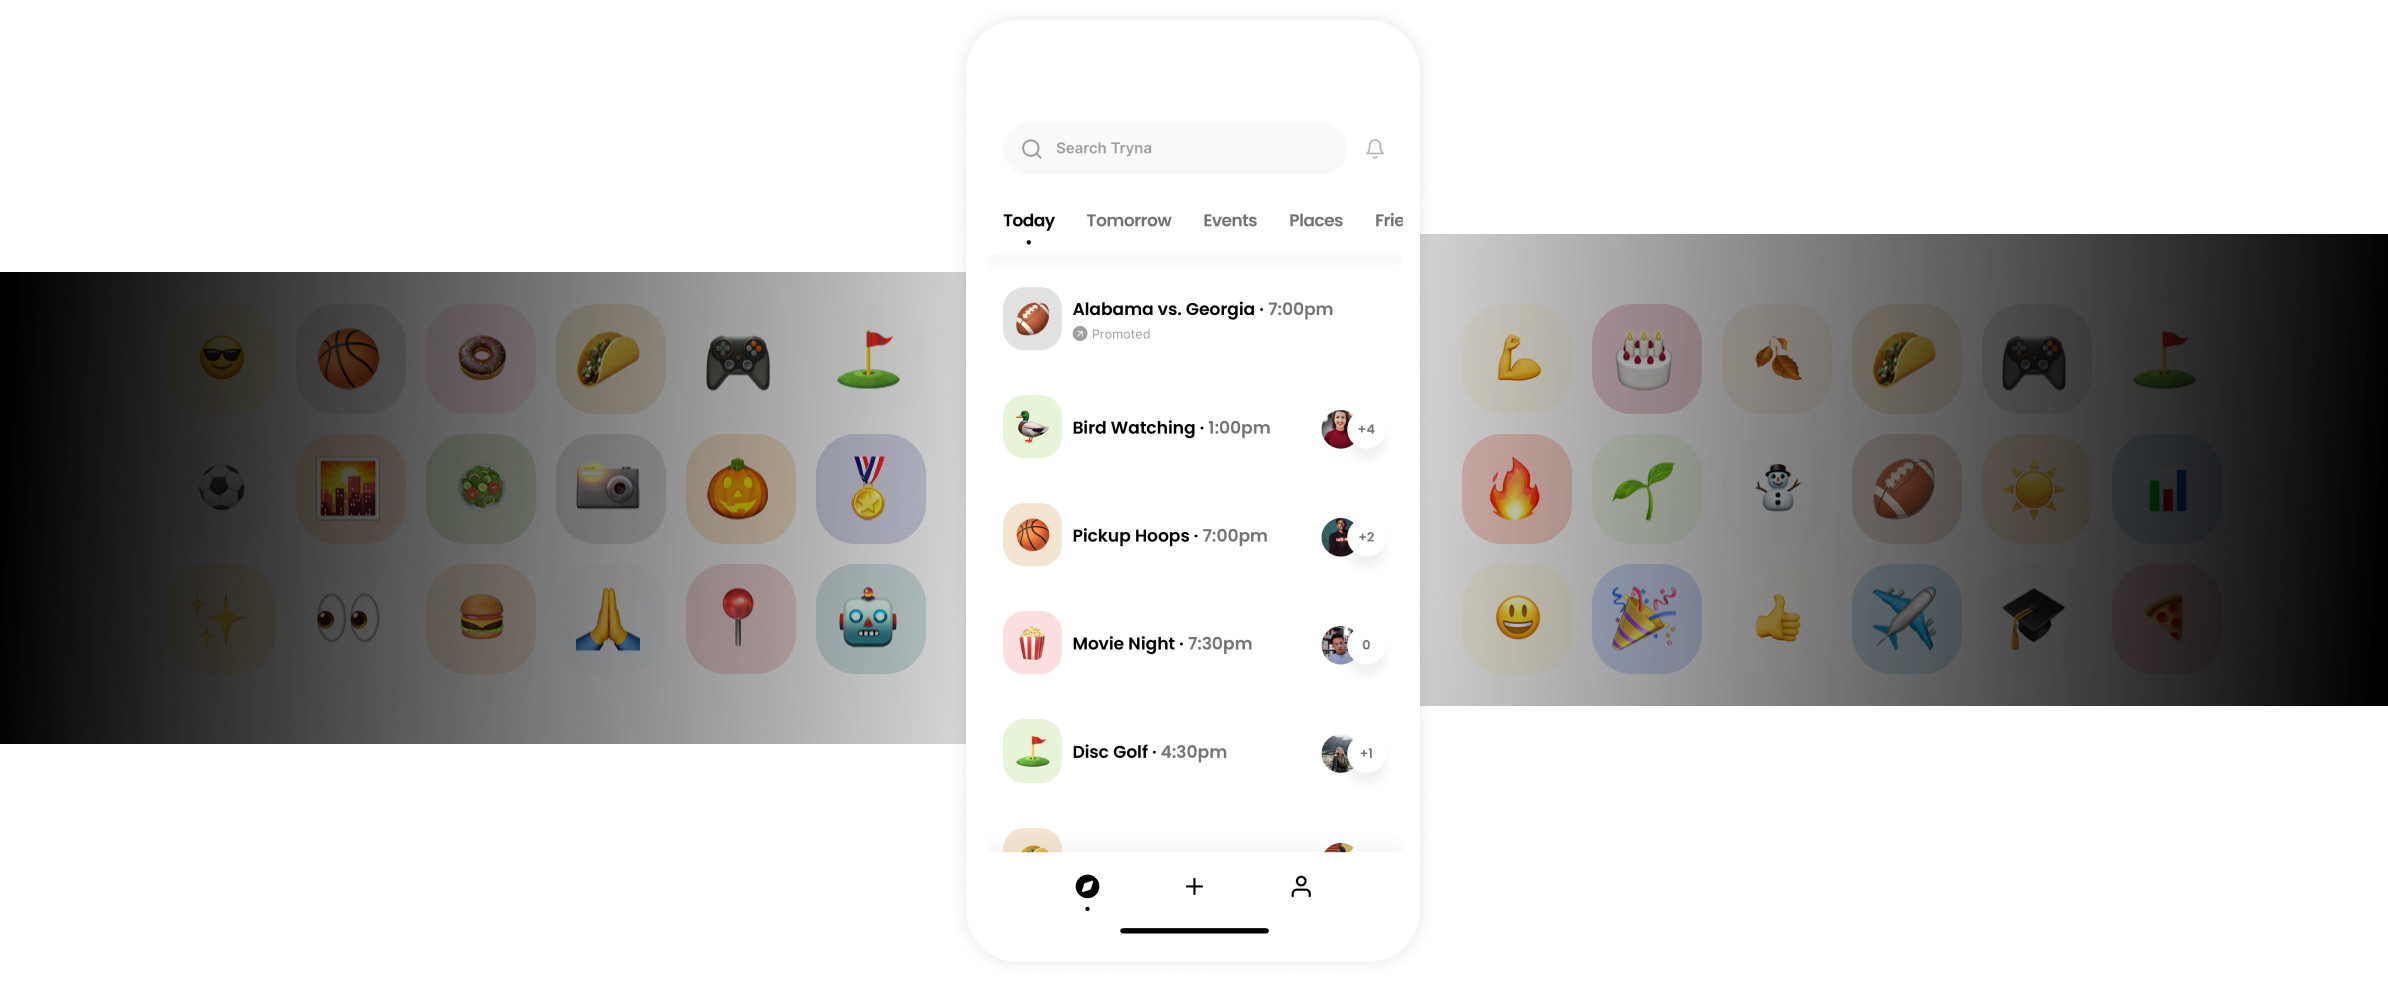 Search Tryna
Today Tomorrow Events Places Frie
Alabama vs. Georgia · 7:00pm
Promoted
Bird Watching · 1:00pm +4
Pickup Hoops · 7:00pm +2
Movie Night · 7:30pm 0
Disc Golf · 4:30pm +1